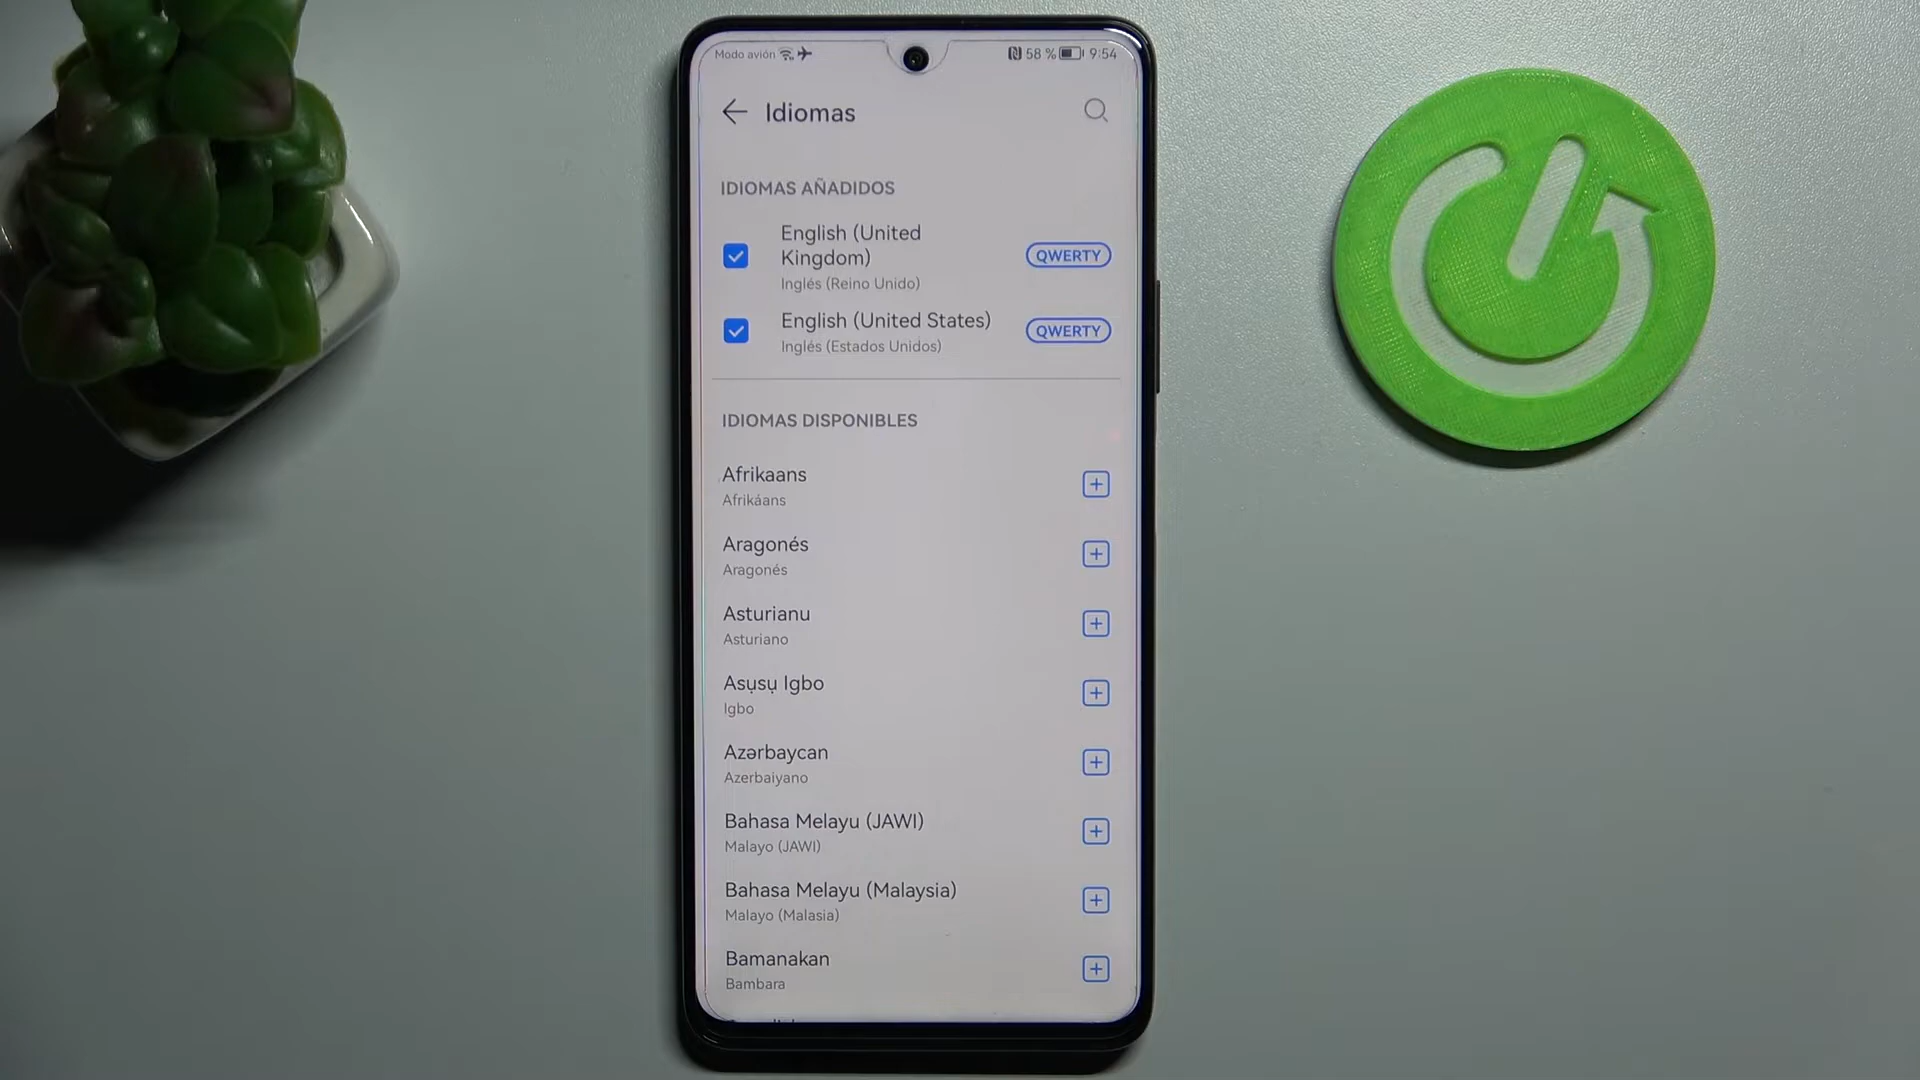 Modo avión 58 % 9:54
Idiomas
IDIOMAS AÑADIDOS
English (United
Kingdom)
Inglés (Reino Unido)
QWERTY
English (United States)
Inglés (Estados Unidos)
QWERTY
IDIOMAS DISPONIBLES
Afrikaans
Afrikáans
Aragonés
Aragonés
Asturianu
Asturiano
Asụsụ Igbo
Igbo
Azərbaycan
Azerbaiyano
Bahasa Melayu (JAWI)
Malayo (JAWI)
Bahasa Melayu (Malaysia)
Malayo (Malasia)
Bamanakan
Bambara